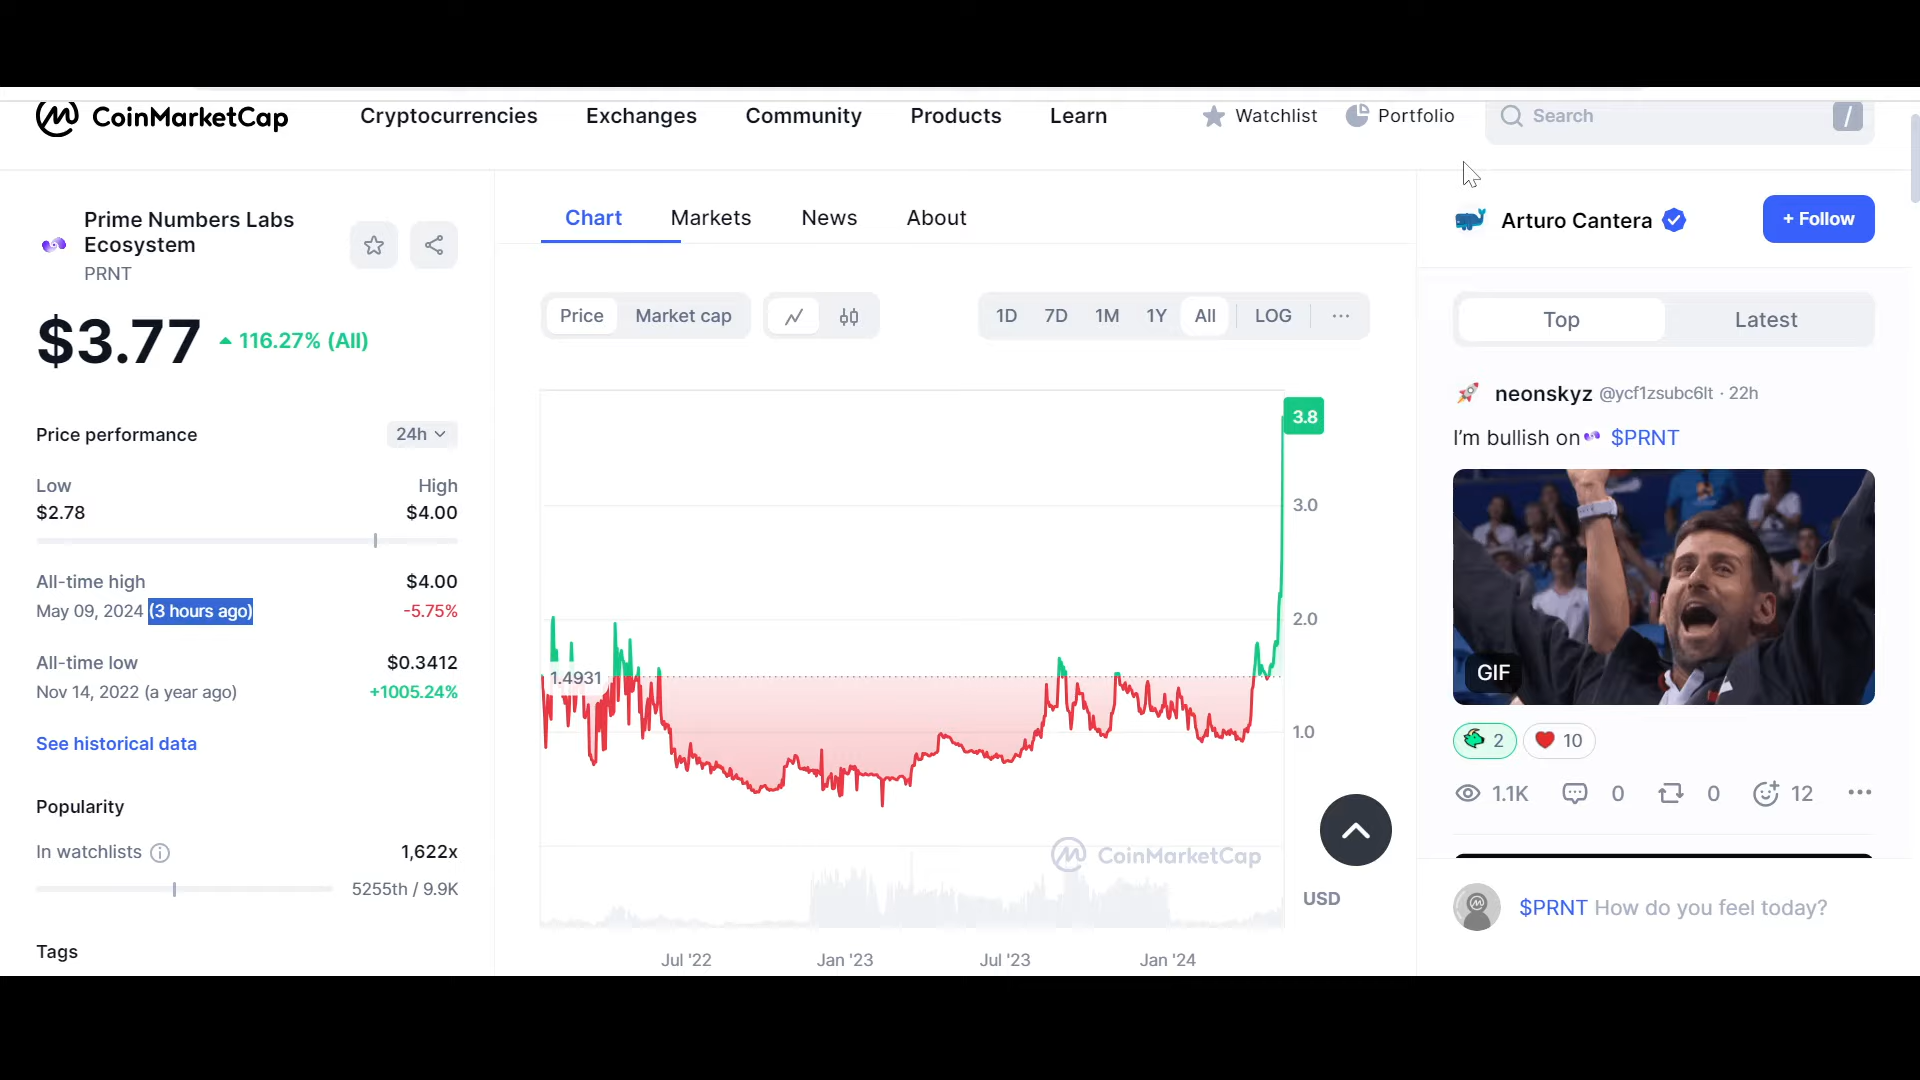 CoinMarketCap
Cryptocurrencies
Exchanges
Community
Products
Learn
Watchlist
Portfolio
Search
/
Prime Numbers Labs
Ecosystem
PRNT
$3.77
116.27% (All)
Price performance
24h
Low
High
$2.78
$4.00
All-time high
$4.00
May 09, 2024 (3 hours ago)
-5.75%
All-time low
$0.3412
Nov 14, 2022 (a year ago)
+1005.24%
See historical data
Popularity
In watchlists
1,622x
5255th / 9.9K
Tags
Chart
Markets
News
About
Price
Market cap
1D
7D
1M
1Y
All
LOG
3.8
3.0
2.0
1.4931
1.0
CoinMarketCap
USD
Jul '22
Jan '23
Jul '23
Jan '24
Arturo Cantera
+ Follow
Top
Latest
neonskyz @ycf1zsubc6lt · 22h
I'm bullish on $PRNT
GIF
2
10
1.1K
0
0
12
$PRNT How do you feel today?